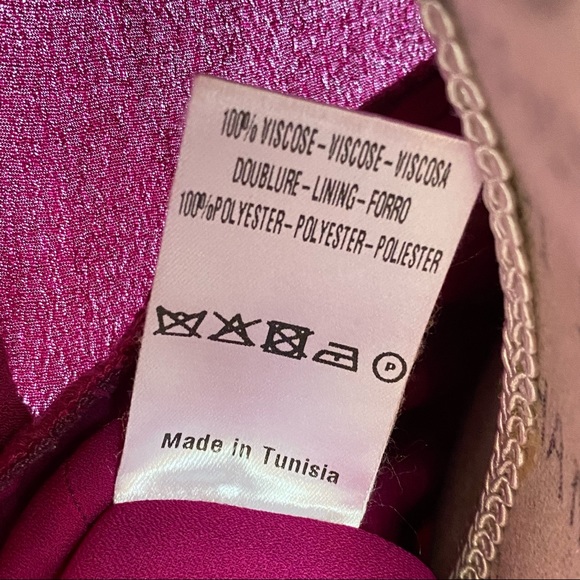 100% VISCOSE-VISCOSE-VISCOSA
DOUBLURE-LINING-FORRO
100%POLYESTER-POLYESTER-POLIESTER
P
Made in Tunisia